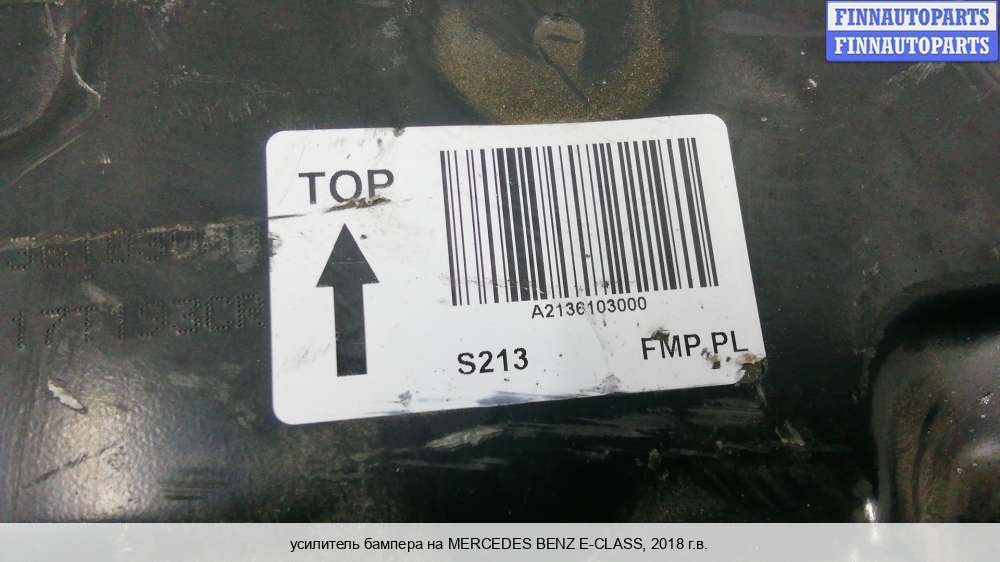 FINNAUTOPARTS
FINNAUTOPARTS
TOP
A2136103000
S213
FMP PL
усилитель бампера на MERCEDES BENZ E-CLASS, 2018 г.в.